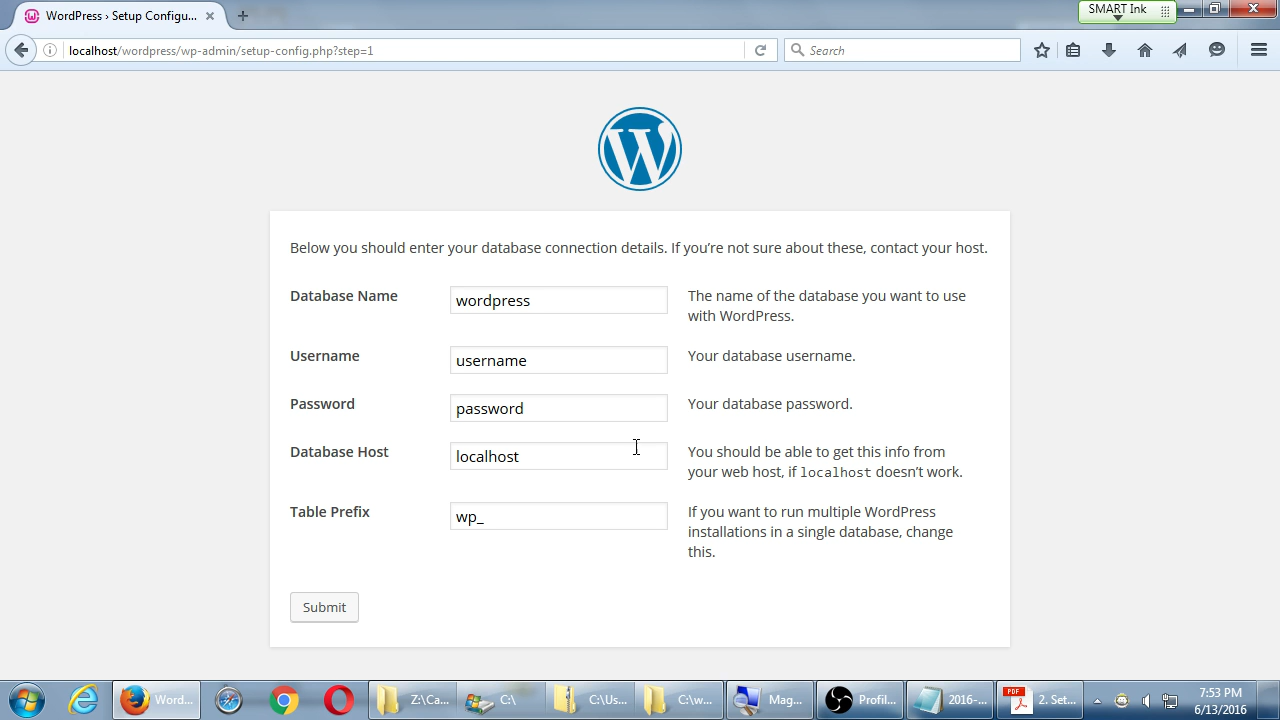 WordPress › Setup Configu...
SMART Ink
localhost/wordpress/wp-admin/setup-config.php?step=1
Search
Below you should enter your database connection details. If you’re not sure about these, contact your host.
Database Name
wordpress
The name of the database you want to use
with WordPress.
Username
username
Your database username.
Password
password
Your database password.
Database Host
localhost
You should be able to get this info from
your web host, if localhost doesn’t work.
Table Prefix
wp_
If you want to run multiple WordPress
installations in a single database, change
this.
Submit
Word...
Z:\Ca...
C:\
C:\Us...
C:\w...
Mag...
Profil...
2016-...
PDF
2. Set...
7:53 PM
6/13/2016